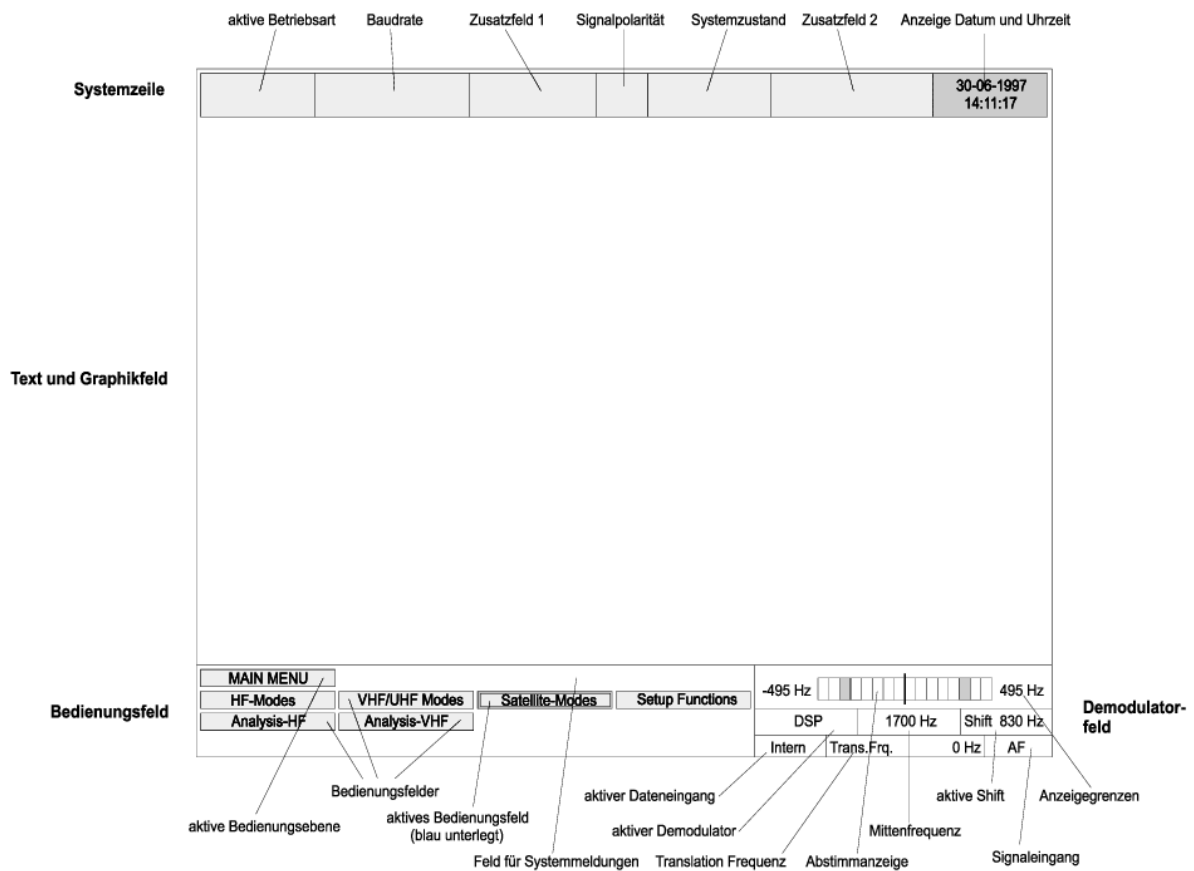 aktive Betriebsart Baudrate Zusatzfeld 1 Signalpolarität Systemzustand Zusatzfeld 2 Anzeige Datum und Uhrzeit
Systemzeile
30-06-1997
14:11:17
Text und Graphikfeld
Bedienungsfeld
MAIN MENU
HF-Modes VHF/UHF Modes Satellite-Modes Setup Functions
Analysis-HF Analysis-VHF
-495 Hz 495 Hz
DSP 1700 Hz Shift 830 Hz
Intern Trans.Frq. 0 Hz AF
Demodulator-
feld
Bedienungsfelder
aktive Bedienungsebene
aktives Bedienungsfeld
(blau unterlegt)
Feld für Systemmeldungen
aktiver Dateneingang
aktiver Demodulator
Translation Frequenz
Abstimmanzeige
Mittenfrequenz
aktive Shift
Anzeigegrenzen
Signaleingang